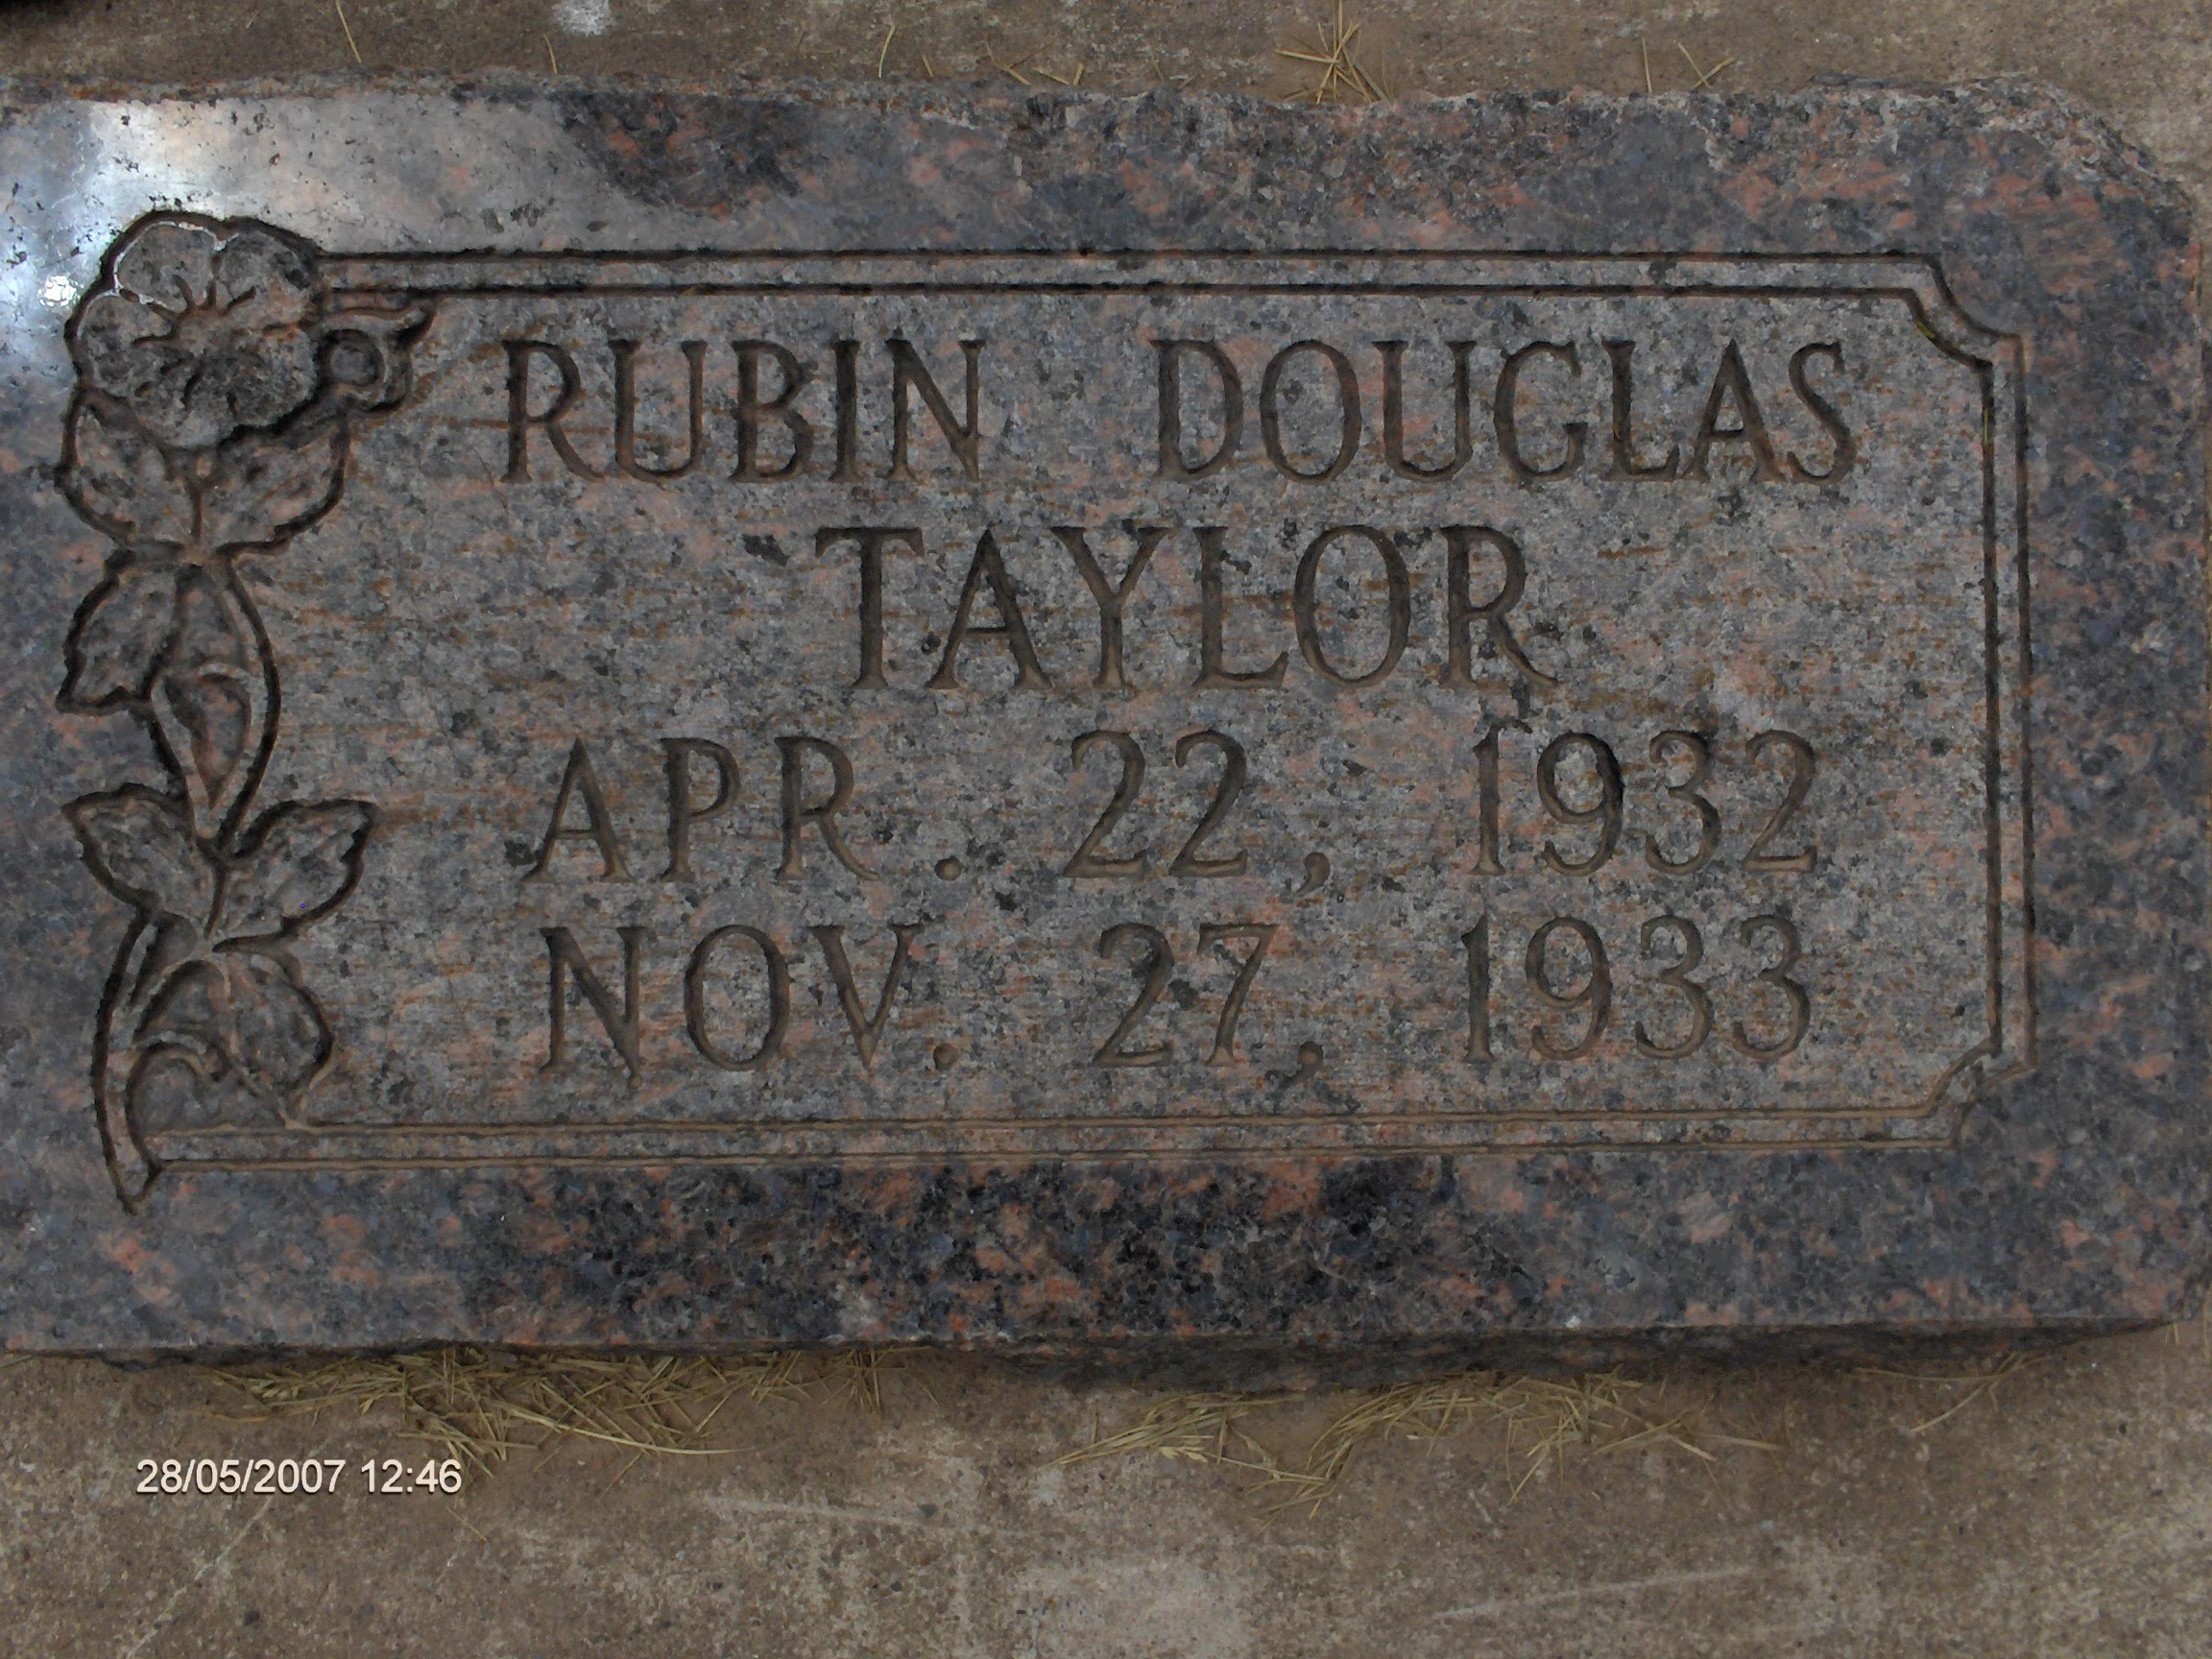 RUBIN DOUGLAS
TAYLOR
APR. 22, 1932
NOV. 27, 1933
28/05/2007 12:46